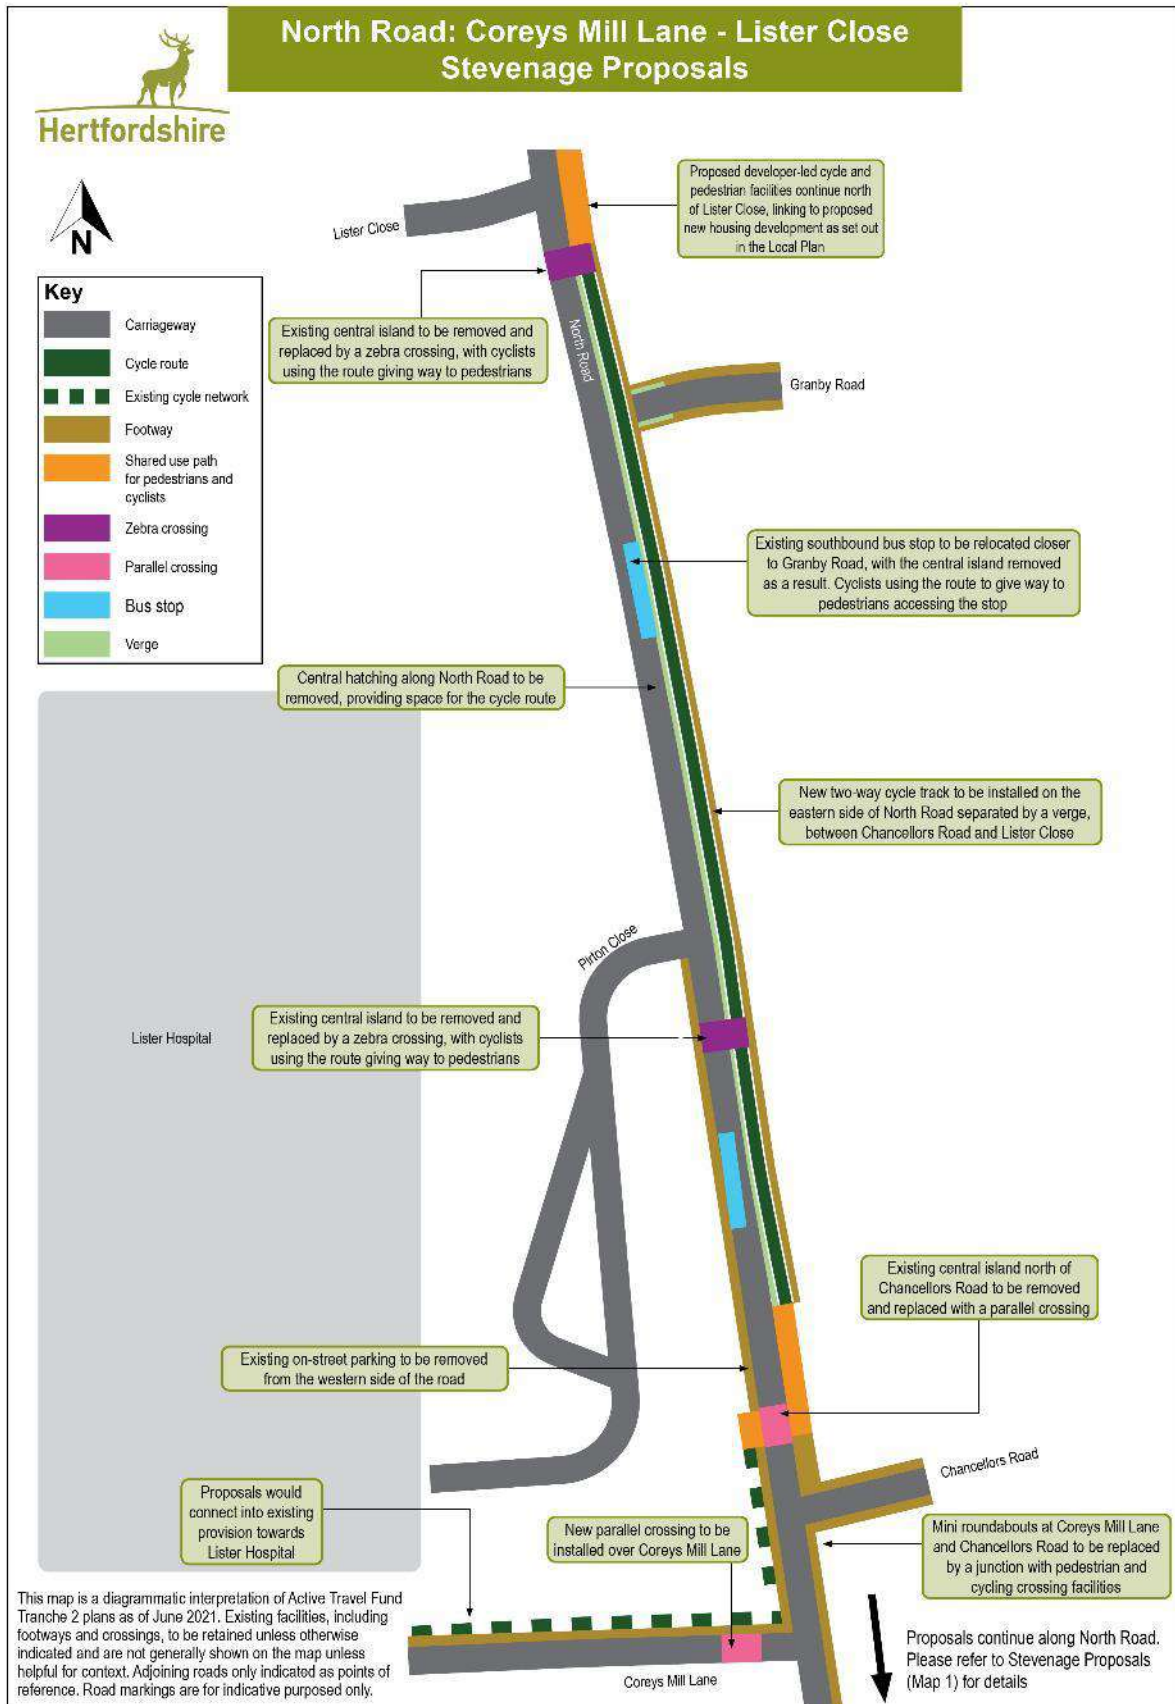 North Road: Coreys Mill Lane - Lister Close
Stevenage Proposals
Hertfordshire
N
Key
Carriageway
Cycle route
Existing cycle network
Footway
Shared use path
for pedestrians and
cyclists
Zebra crossing
Parallel crossing
Bus stop
Verge
Lister Close
Proposed developer-led cycle and
pedestrian facilities continue north
of Lister Close, linking to proposed
new housing development as set out
in the Local Plan
Existing central island to be removed and
replaced by a zebra crossing, with cyclists
using the route giving way to pedestrians
North Road
Granby Road
Existing southbound bus stop to be relocated closer
to Granby Road, with the central island removed
as a result. Cyclists using the route to give way to
pedestrians accessing the stop
Central hatching along North Road to be
removed, providing space for the cycle route
New two-way cycle track to be installed on the
eastern side of North Road separated by a verge,
between Chancellors Road and Lister Close
Pirton Close
Lister Hospital
Existing central island to be removed and
replaced by a zebra crossing, with cyclists
using the route giving way to pedestrians
Existing central island north of
Chancellors Road to be removed
and replaced with a parallel crossing
Existing on-street parking to be removed
from the western side of the road
Chancellors Road
Proposals would
connect into existing
provision towards
Lister Hospital
New parallel crossing to be
installed over Coreys Mill Lane
Mini roundabouts at Coreys Mill Lane
and Chancellors Road to be replaced
by a junction with pedestrian and
cycling crossing facilities
This map is a diagrammatic interpretation of Active Travel Fund
Tranche 2 plans as of June 2021. Existing facilities, including
footways and crossings, to be retained unless otherwise
indicated and are not generally shown on the map unless
helpful for context. Adjoining roads only indicated as points of
reference. Road markings are for indicative purposed only.
Coreys Mill Lane
Proposals continue along North Road.
Please refer to Stevenage Proposals
(Map 1) for details